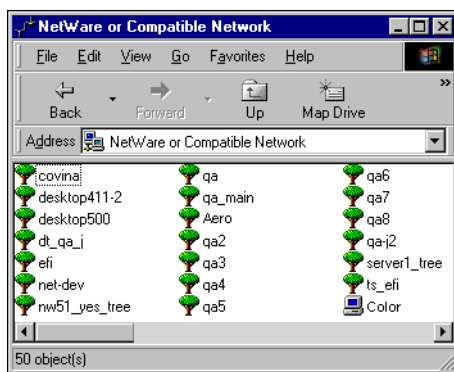 NetWare or Compatible Network
File Edit View Go Favorites Help
Back Forward Up Map Drive »
Address NetWare or Compatible Network
covina qa qa6
desktop411-2 qa_main qa7
desktop500 Aero qa8
dt_qa_j qa2 qa-j2
efi qa3 server1_tree
net-dev qa4 ts_efi
nw51_yes_tree qa5 Color
50 object(s)